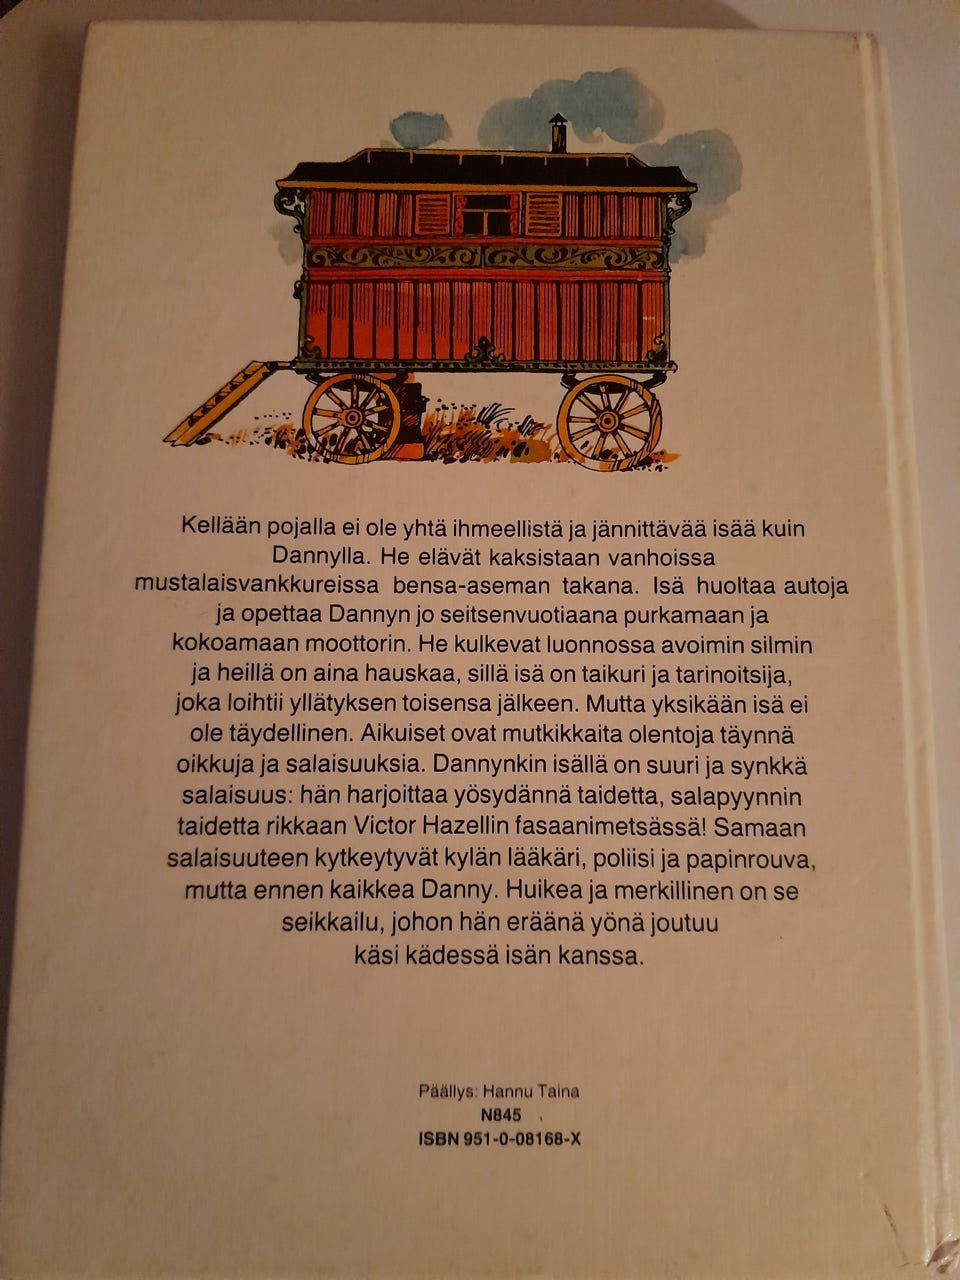 Kellään pojalla ei ole yhtä ihmeellistä ja jännittävää isää kuin
Dannylla. He elävät kaksistaan vanhoissa
mustalaisvankkureissa bensa-aseman takana. Isä huoltaa autoja
ja opettaa Dannyn jo seitsenvuotiaana purkamaan ja
kokoamaan moottorin. He kulkevat luonnossa avoimin silmin
ja heillä on aina hauskaa, sillä isä on taikuri ja tarinoitsija,
joka loihtii yllätyksen toisensa jälkeen. Mutta yksikään isä ei
ole täydellinen. Aikuiset ovat mutkikkaita olentoja täynnä
oikkuja ja salaisuuksia. Dannynkin isällä on suuri ja synkkä
salaisuus: hän harjoittaa yösydännä taidetta, salapyynnin
taidetta rikkaan Victor Hazellin fasaanimetsässä! Samaan
salaisuuteen kytkeytyvät kylän lääkäri, poliisi ja papinrouva,
mutta ennen kaikkea Danny. Huikea ja merkillinen on se
seikkailu, johon hän eräänä yönä joutuu
käsi kädessä isän kanssa.
Päällys: Hannu Taina
N845
ISBN 951-0-08168-X